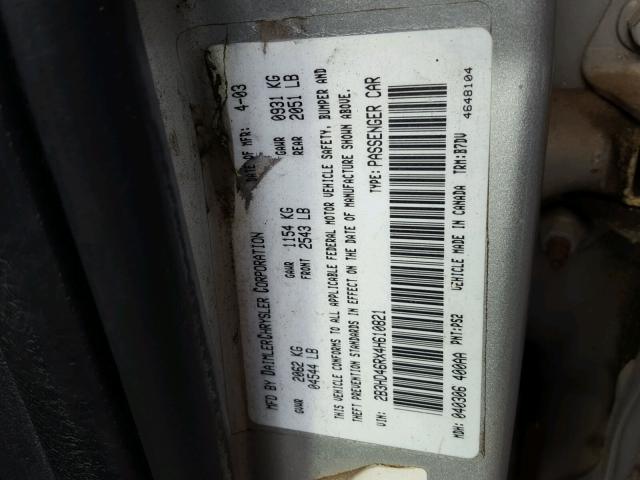 MFD BY DAIMLERCHRYSLER CORPORATION DATE OF MFR: 4-03
GVWR 2062 KG GAWR 1154 KG GAWR 0931 KG
04544 LB FRONT 2543 LB REAR 2051 LB
THIS VEHICLE CONFORMS TO ALL APPLICABLE FEDERAL MOTOR VEHICLE SAFETY, BUMPER AND
THEFT PREVENTION STANDARDS IN EFFECT ON THE DATE OF MANUFACTURE SHOWN ABOVE.
VIN: 2B3HD46RX4H610821 TYPE: PASSENGER CAR
MDH: 040306 400AA PNT:PS2 VEHICLE MADE IN CANADA TRM:B7DV
4648104